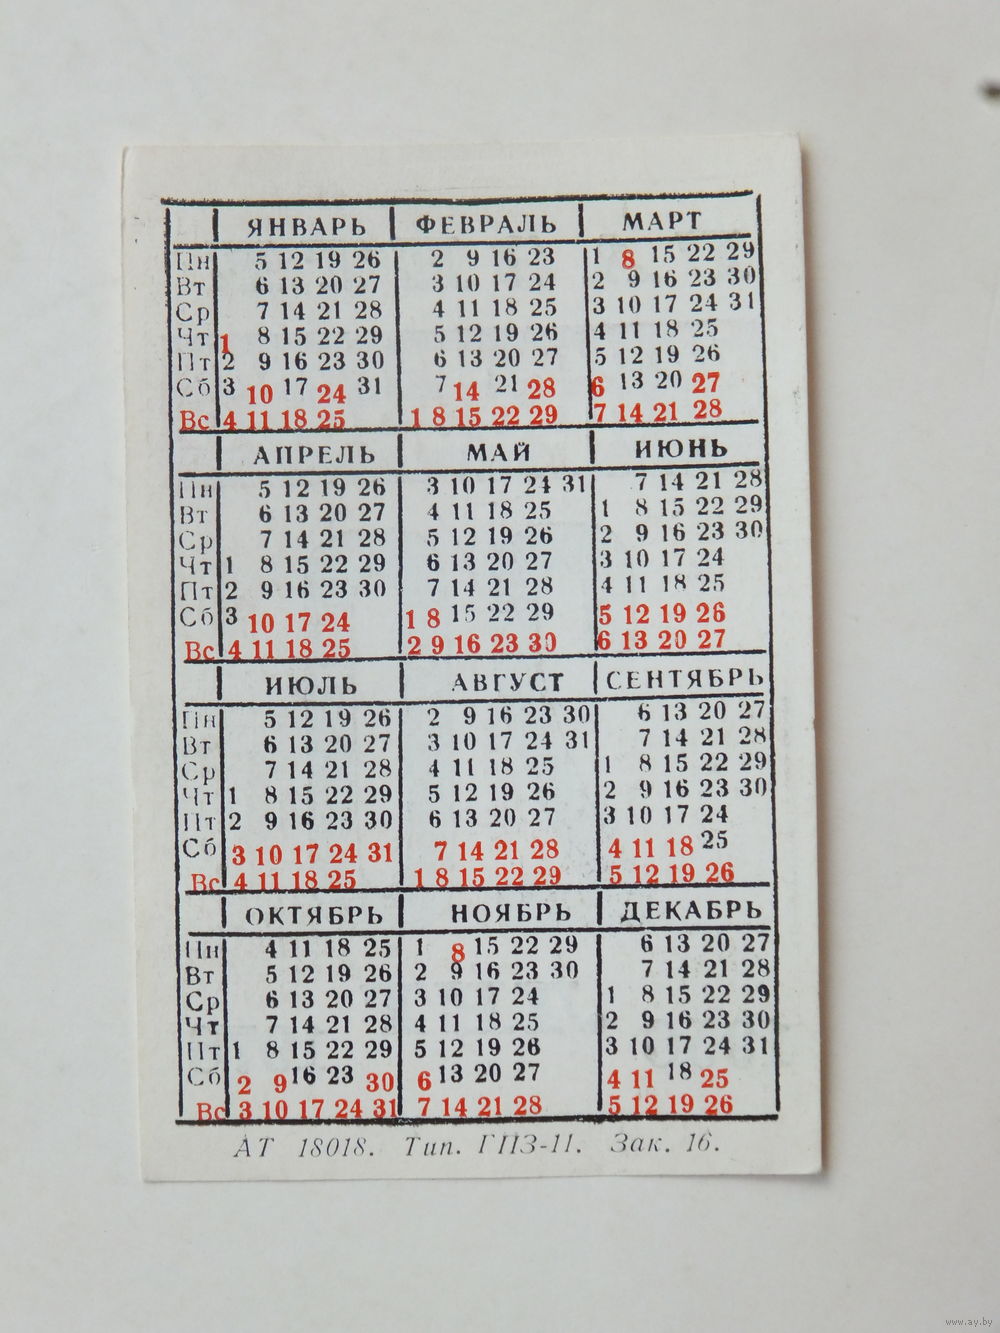 ЯНВАРЬ ФЕВРАЛЬ МАРТ
Пн 5 12 19 26 2 9 16 23 1 8 15 22 29
Вт 6 13 20 27 3 10 17 24 2 9 16 23 30
Ср 7 14 21 28 4 11 18 25 3 10 17 24 31
Чт 1 8 15 22 29 5 12 19 26 4 11 18 25
Пт 2 9 16 23 30 6 13 20 27 5 12 19 26
Сб 3 10 17 24 31 7 14 21 28 6 13 20 27
Вс 4 11 18 25 1 8 15 22 29 7 14 21 28
АПРЕЛЬ МАЙ ИЮНЬ
Пн 5 12 19 26 3 10 17 24 31 7 14 21 28
Вт 6 13 20 27 4 11 18 25 1 8 15 22 29
Ср 7 14 21 28 5 12 19 26 2 9 16 23 30
Чт 1 8 15 22 29 6 13 20 27 3 10 17 24
Пт 2 9 16 23 30 7 14 21 28 4 11 18 25
Сб 3 10 17 24 1 8 15 22 29 5 12 19 26
Вс 4 11 18 25 2 9 16 23 30 6 13 20 27
ИЮЛЬ АВГУСТ СЕНТЯБРЬ
Пн 5 12 19 26 2 9 16 23 30 6 13 20 27
Вт 6 13 20 27 3 10 17 24 31 7 14 21 28
Ср 7 14 21 28 4 11 18 25 1 8 15 22 29
Чт 1 8 15 22 29 5 12 19 26 2 9 16 23 30
Пт 2 9 16 23 30 6 13 20 27 3 10 17 24
Сб 3 10 17 24 31 7 14 21 28 4 11 18 25
Вс 4 11 18 25 1 8 15 22 29 5 12 19 26
ОКТЯБРЬ НОЯБРЬ ДЕКАБРЬ
Пн 4 11 18 25 1 8 15 22 29 6 13 20 27
Вт 5 12 19 26 2 9 16 23 30 7 14 21 28
Ср 6 13 20 27 3 10 17 24 1 8 15 22 29
Чт 7 14 21 28 4 11 18 25 2 9 16 23 30
Пт 1 8 15 22 29 5 12 19 26 3 10 17 24 31
Сб 2 9 16 23 30 6 13 20 27 4 11 18 25
Вс 3 10 17 24 31 7 14 21 28 5 12 19 26
АТ 18018. Тип. ГПЗ-11. Зак. 16.
www.ay.by